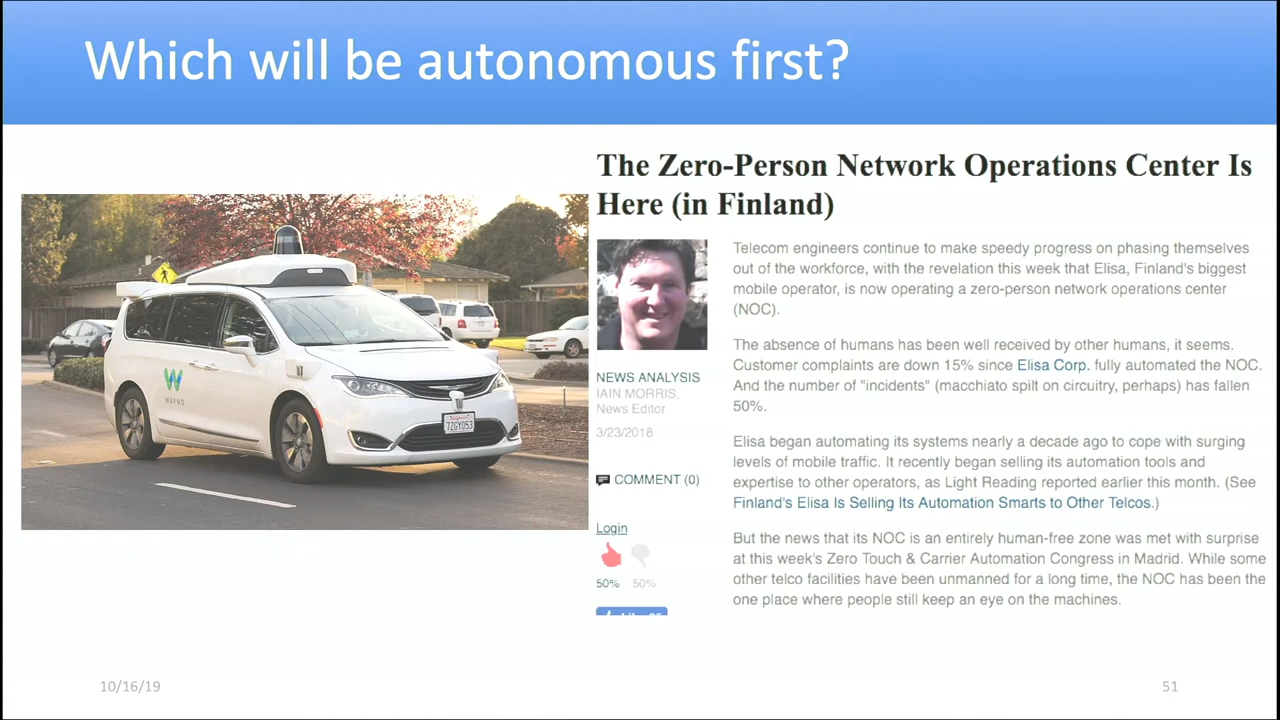 Which will be autonomous first?
The Zero-Person Network Operations Center Is
Here (in Finland)
WAYMO
7ZGY053
NEWS ANALYSIS
IAIN MORRIS,
News Editor
3/23/2018
COMMENT (0)
Login
50% 50%
Telecom engineers continue to make speedy progress on phasing themselves
out of the workforce, with the revelation this week that Elisa, Finland's biggest
mobile operator, is now operating a zero-person network operations center
(NOC).
The absence of humans has been well received by other humans, it seems.
Customer complaints are down 15% since Elisa Corp. fully automated the NOC.
And the number of "incidents" (macchiato spilt on circuitry, perhaps) has fallen
50%.
Elisa began automating its systems nearly a decade ago to cope with surging
levels of mobile traffic. It recently began selling its automation tools and
expertise to other operators, as Light Reading reported earlier this month. (See
Finland's Elisa Is Selling Its Automation Smarts to Other Telcos.)
But the news that its NOC is an entirely human-free zone was met with surprise
at this week's Zero Touch & Carrier Automation Congress in Madrid. While some
other telco facilities have been unmanned for a long time, the NOC has been the
one place where people still keep an eye on the machines.
10/16/19
51